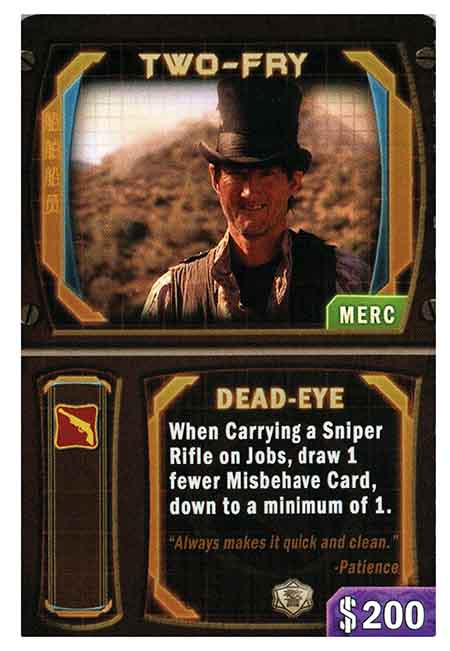 TWO-FRY
MERC
DEAD-EYE
When Carrying a Sniper
Rifle on Jobs, draw 1
fewer Misbehave Card,
down to a minimum of 1.
"Always makes it quick and clean."
-Patience
$200